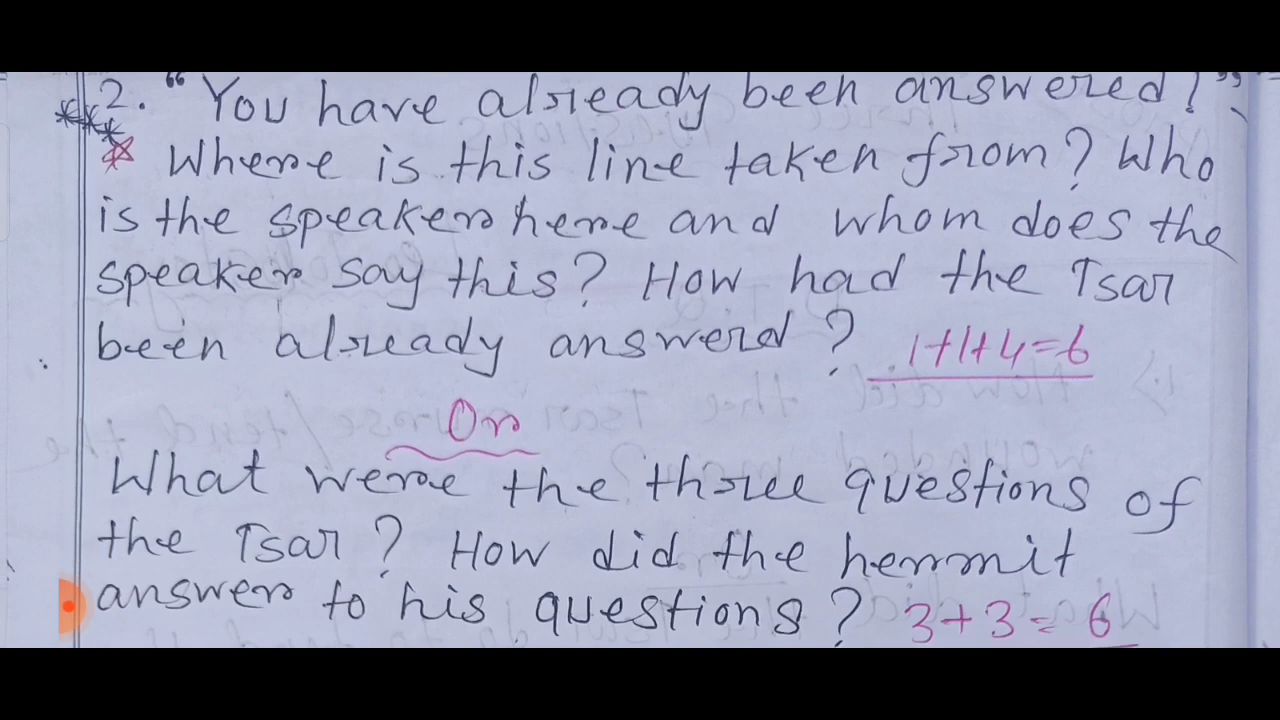 2. "You have already been answered!"
Where is this line taken from? Who
is the speaker here and whom does the
speaker say this? How had the Tsar
been already answerd? 1+1+4=6
Or
What were the three questions of
the Tsar? How did the hermit
answer to his questions? 3+3=6